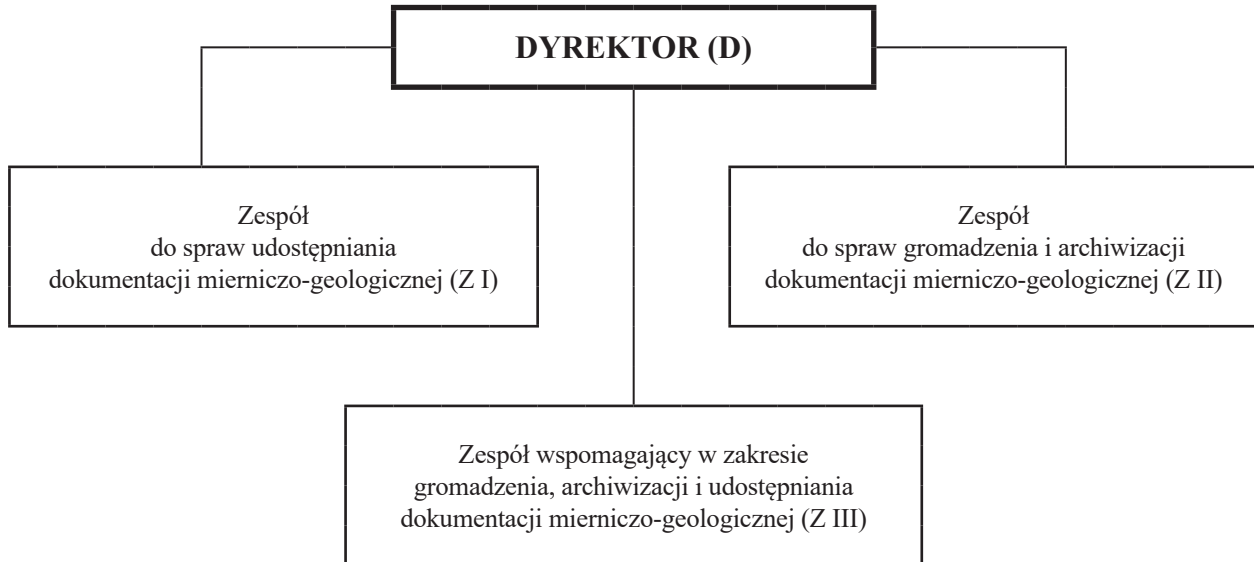 DYREKTOR (D)
Zespół
do spraw udostępniania
dokumentacji mierniczo-geologicznej (Z I)
Zespół
do spraw gromadzenia i archiwizacji
dokumentacji mierniczo-geologicznej (Z II)
Zespół wspomagający w zakresie
gromadzenia, archiwizacji i udostępniania
dokumentacji mierniczo-geologicznej (Z III)